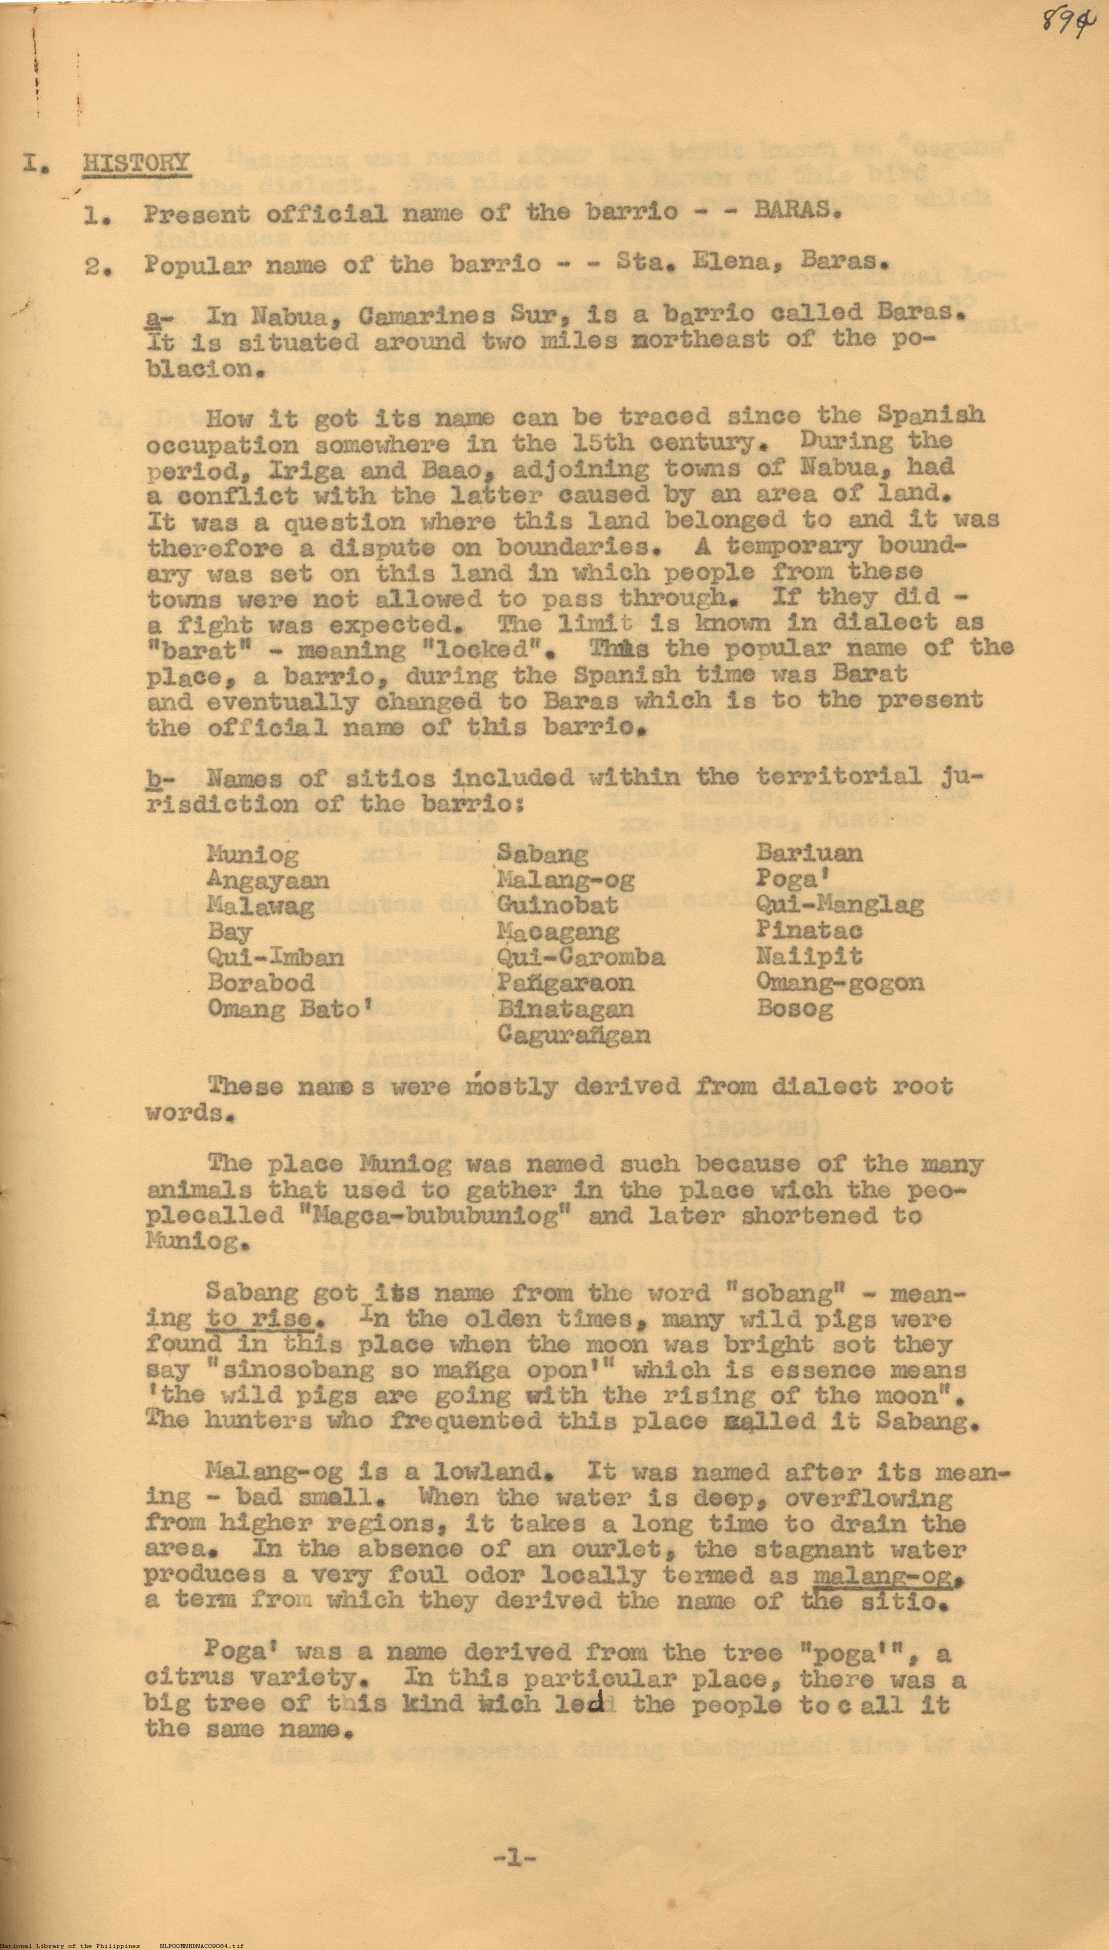 894
I. HISTORY
1. Present official name of the barrio - - BARAS.
2. Popular name of the barrio - - Sta. Elena, Baras.
a- In Nabua, Camarines Sur, is a barrio called Baras.
It is situated around two miles northeast of the po-
blacion.
How it got its name can be traced since the Spanish
occupation somewhere in the 15th century. During the
period, Iriga and Baao, adjoining towns of Nabua, had
a conflict with the latter caused by an area of land.
It was a question where this land belonged to and it was
therefore a dispute on boundaries. A temporary bound-
ary was set on this land in which people from these
towns were not allowed to pass through. If they did -
a fight was expected. The limit is known in dialect as
"barat" - meaning "locked". Thus the popular name of the
place, a barrio, during the Spanish time was Barat
and eventually changed to Baras which is to the present
the official name of this barrio.
b- Names of sitios included within the territorial ju-
risdiction of the barrio:
Muniog Sabang Bariuan
Angayaan Malang-og Poga'
Malawag Guinobat Qui-Manglag
Bay Macagang Pinatac
Qui-Imban Qui-Caromba Naiipit
Borabod Pañgaraon Omang-gogon
Omang Bato' Binatagan Bosog
Cagurañgan
These names were mostly derived from dialect root
words.
The place Muniog was named such because of the many
animals that used to gather in the place wich the peo-
plecalled "Magca-bububuniog" and later shortened to
Muniog.
Sabang got its name from the word "sobang" - mean-
ing to rise. In the olden times, many wild pigs were
found in this place when the moon was bright sot they
say "sinosobang so mañga opon'" which is essence means
'the wild pigs are going with the rising of the moon".
The hunters who frequented this place called it Sabang.
Malang-og is a lowland. It was named after its mean-
ing - bad smell. When the water is deep, overflowing
from higher regions, it takes a long time to drain the
area. In the absence of an ourlet, the stagnant water
produces a very foul odor locally termed as malang-og,
a term from which they derived the name of the sitio.
Poga' was a name derived from the tree "poga'", a
citrus variety. In this particular place, there was a
big tree of this kind wich led the people to call it
the same name.
-1-
National Library of the Philippines